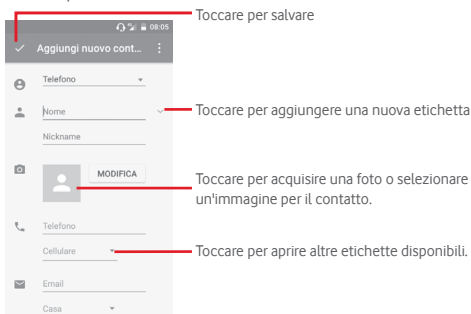 Toccare per salvare
08:05
Aggiungi nuovo cont...
Telefono
Nome
Toccare per aggiungere una nuova etichetta
Nickname
MODIFICA
Toccare per acquisire una foto o selezionare
un'immagine per il contatto.
Telefono
Cellulare
Toccare per aprire altre etichette disponibili.
Email
Casa